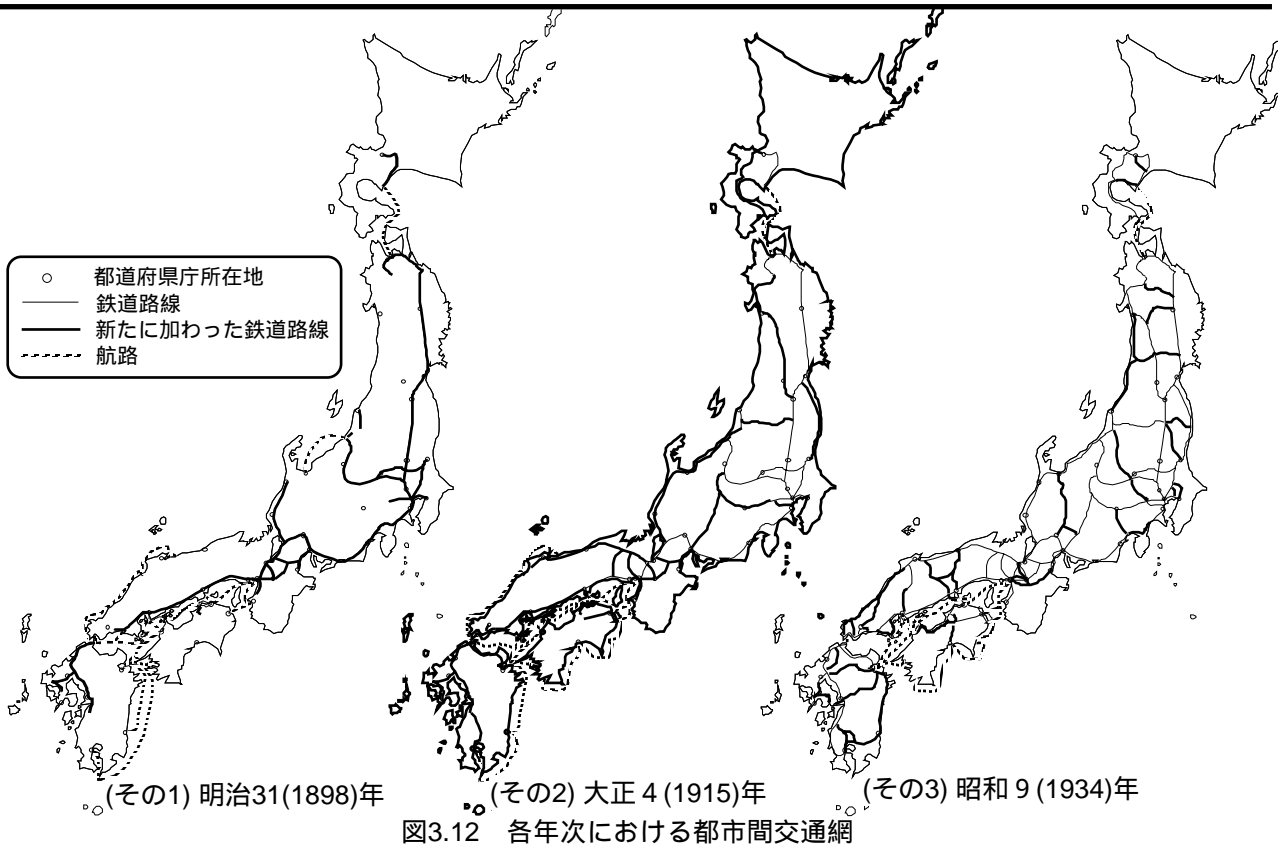 都道府県庁所在地
鉄道路線
新たに加わった鉄道路線
航路
(その1) 明治31(1898)年
(その2) 大正４(1915)年
(その3) 昭和９(1934)年
図3.12　各年次における都市間交通網